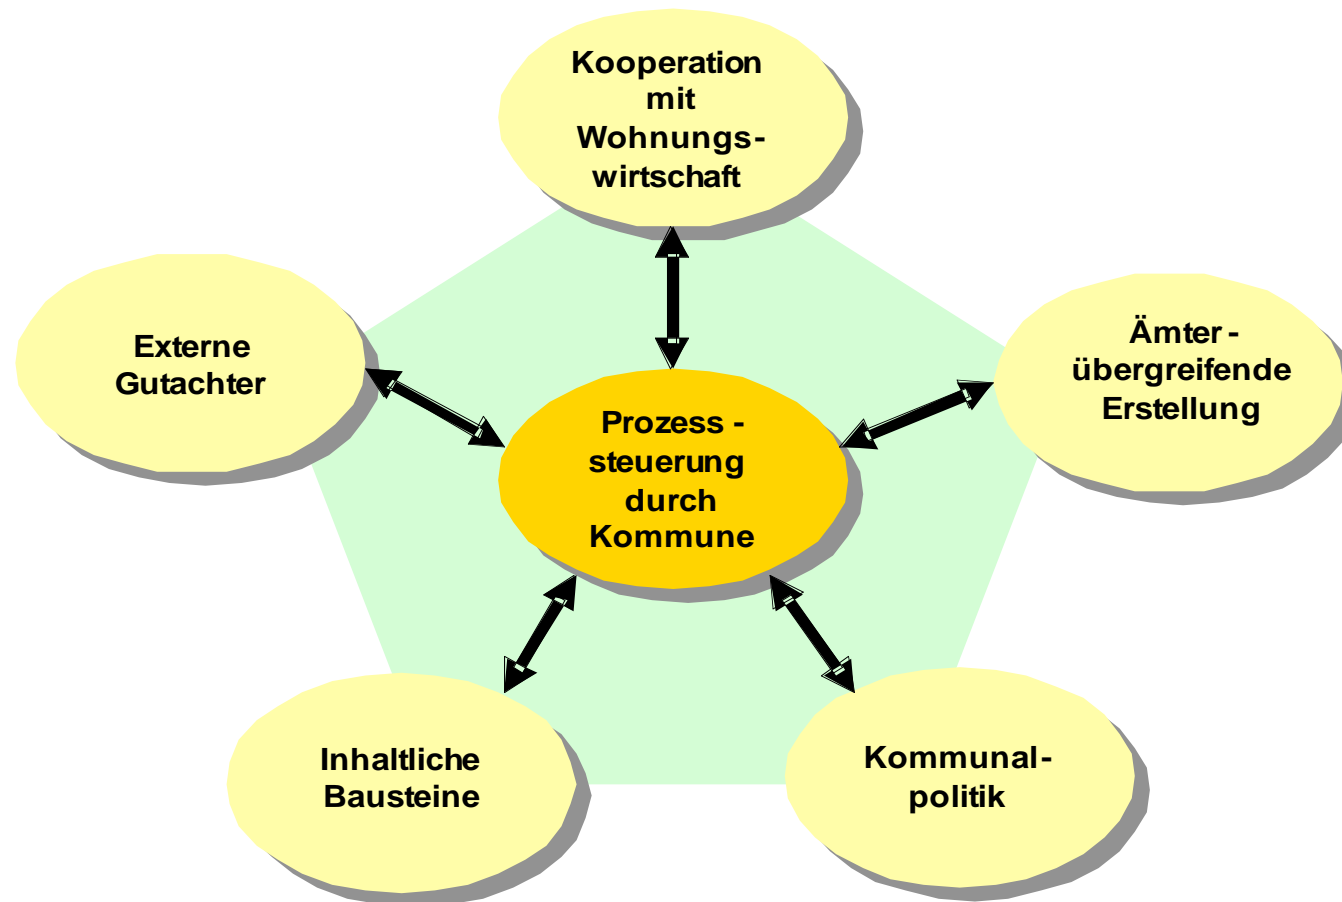 Kooperation
mit
Wohnungs-
wirtschaft
Externe
Gutachter
Ämter-
übergreifende
Erstellung
Prozess-
steuerung
durch
Kommune
Inhaltliche
Bausteine
Kommunal-
politik